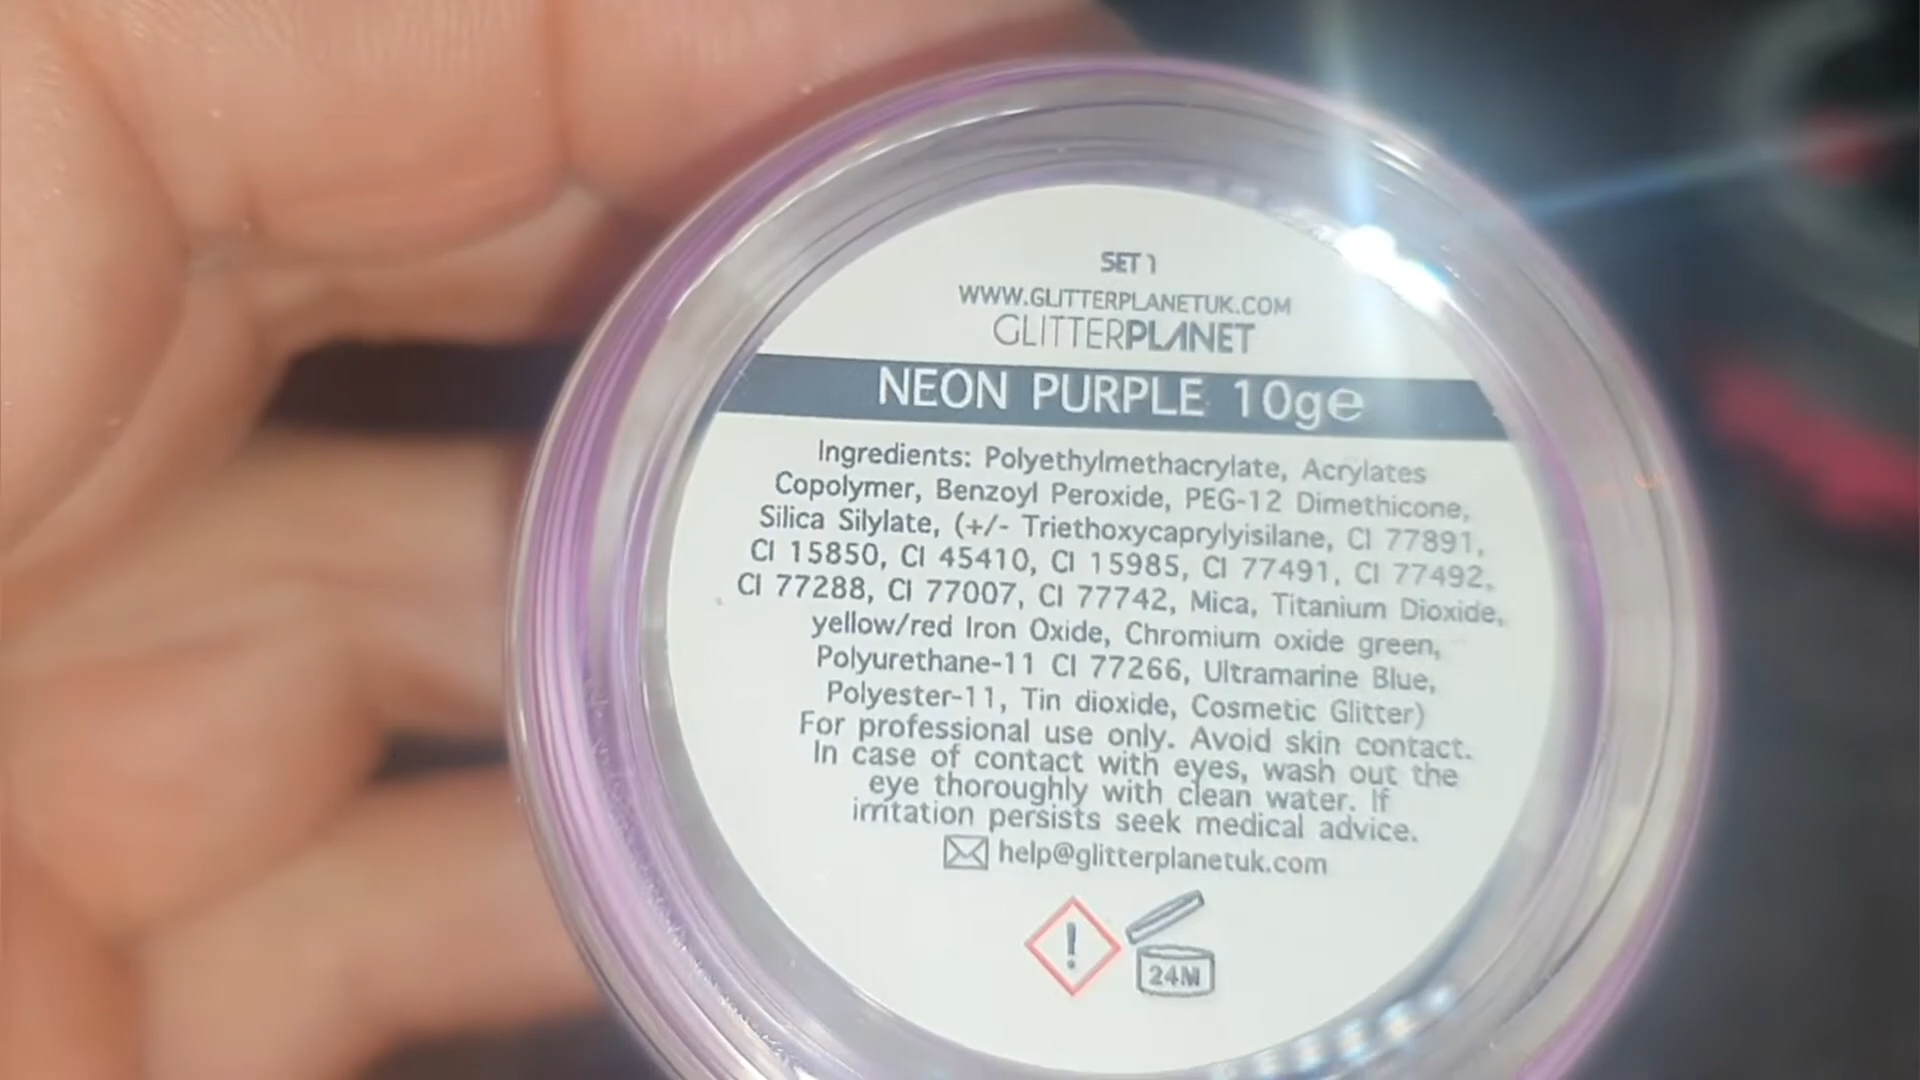 SET 1
WWW.GLITTERPLANETUK.COM
GLITTERPLANET
NEON PURPLE 10g℮
Ingredients: Polyethylmethacrylate, Acrylates
Copolymer, Benzoyl Peroxide, PEG-12 Dimethicone,
Silica Silylate, (+/- Triethoxycaprylyisilane, CI 77891,
CI 15850, CI 45410, CI 15985, CI 77491, CI 77492,
CI 77288, CI 77007, CI 77742, Mica, Titanium Dioxide,
yellow/red Iron Oxide, Chromium oxide green,
Polyurethane-11 CI 77266, Ultramarine Blue,
Polyester-11, Tin dioxide, Cosmetic Glitter)
For professional use only. Avoid skin contact.
In case of contact with eyes, wash out the
eye thoroughly with clean water. If
irritation persists seek medical advice.
help@glitterplanetuk.com
!
24M